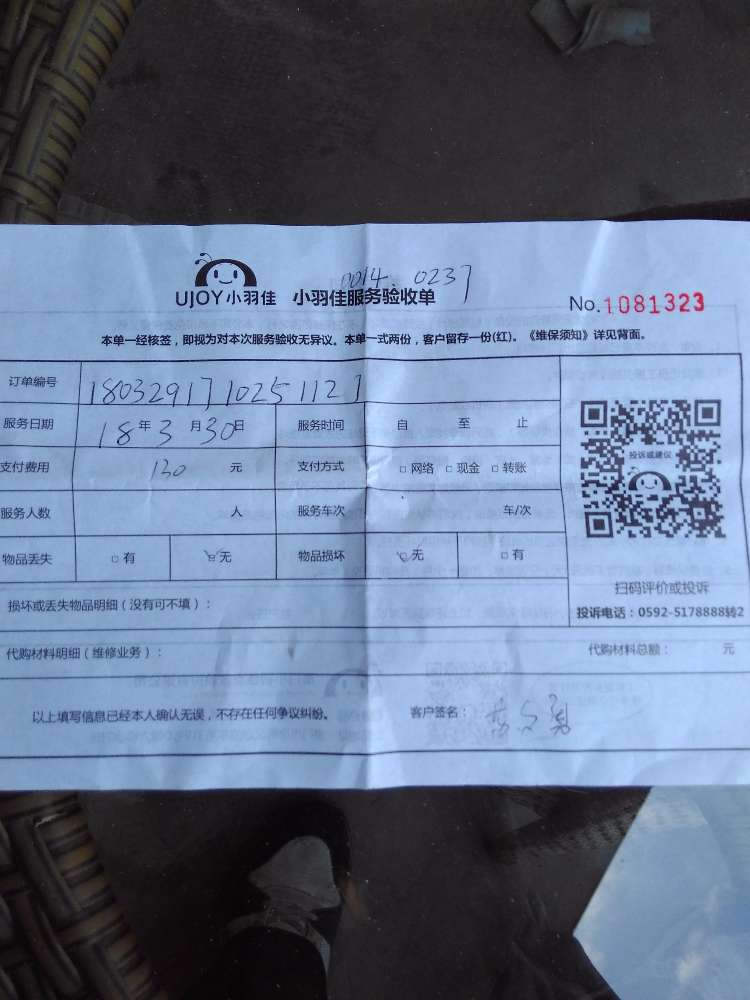 0014. 0237
UJOY小羽佳 小羽佳服务验收单 No.1081323
本单一经核签，即视为对本次服务验收无异议。本单一式两份，客户留存一份(红)。《维保须知》详见背面。
订单编号 1803291710251127
服务日期 18年3月30日 服务时间 自 至 止
投诉或建议
支付费用 130 元 支付方式 □网络 □现金 □转账
服务人数 人 服务车次 车/次
物品丢失 □有 ☑无 物品损坏 ☑无 □有
扫码评价或投诉
损坏或丢失物品明细（没有可不填）：
投诉电话：0592-5178888转2
代购材料明细（维修业务）： 代购材料总额： 元
以上填写信息已经本人确认无误，不存在任何争议纠纷。 客户签名：